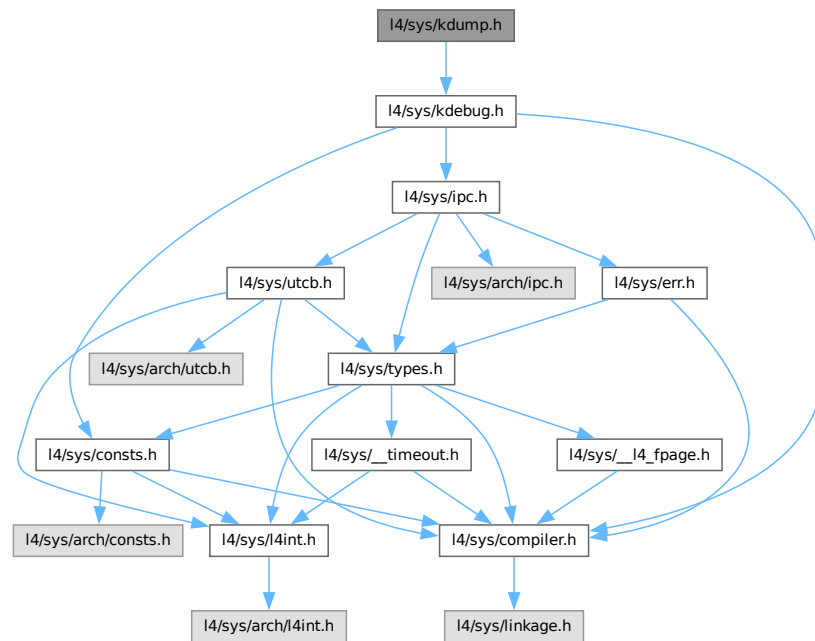 l4/sys/kdump.h
l4/sys/kdebug.h
l4/sys/ipc.h
l4/sys/utcb.h
l4/sys/arch/ipc.h
l4/sys/err.h
l4/sys/arch/utcb.h
l4/sys/types.h
l4/sys/consts.h
l4/sys/__timeout.h
l4/sys/__l4_fpage.h
l4/sys/arch/consts.h
l4/sys/l4int.h
l4/sys/compiler.h
l4/sys/arch/l4int.h
l4/sys/linkage.h